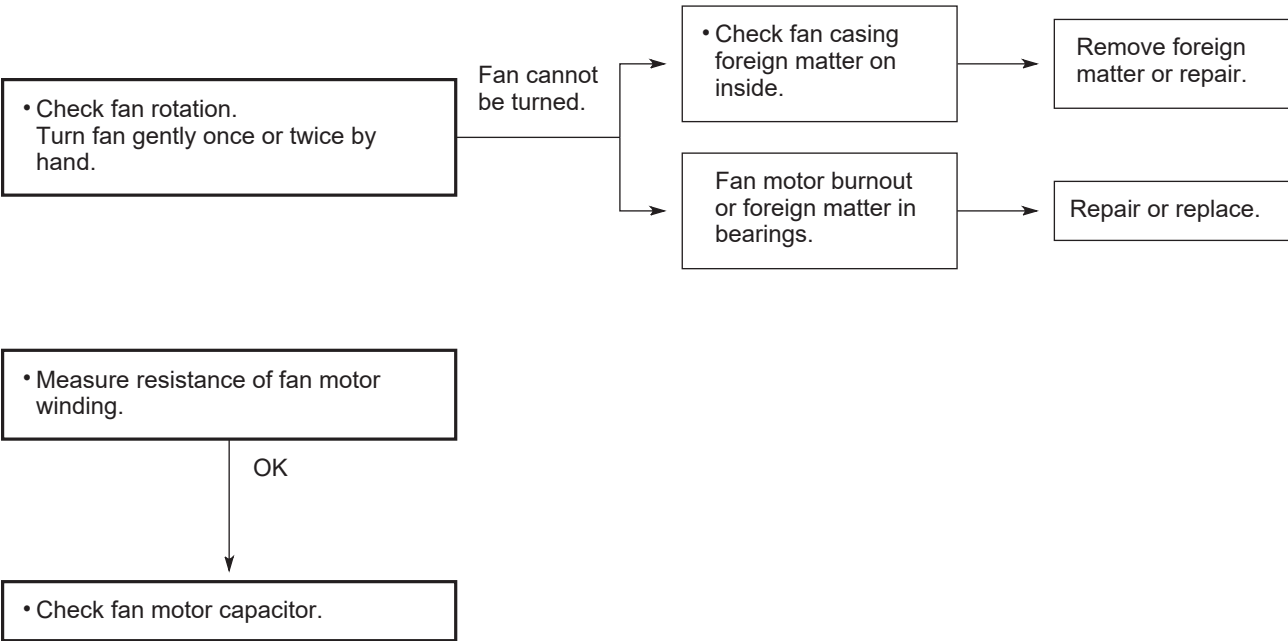 • Check fan rotation.
Turn fan gently once or twice by
hand.
Fan cannot
be turned.
• Check fan casing
foreign matter on
inside.
Remove foreign
matter or repair.
Fan motor burnout
or foreign matter in
bearings.
Repair or replace.
• Measure resistance of fan motor
winding.
OK
• Check fan motor capacitor.